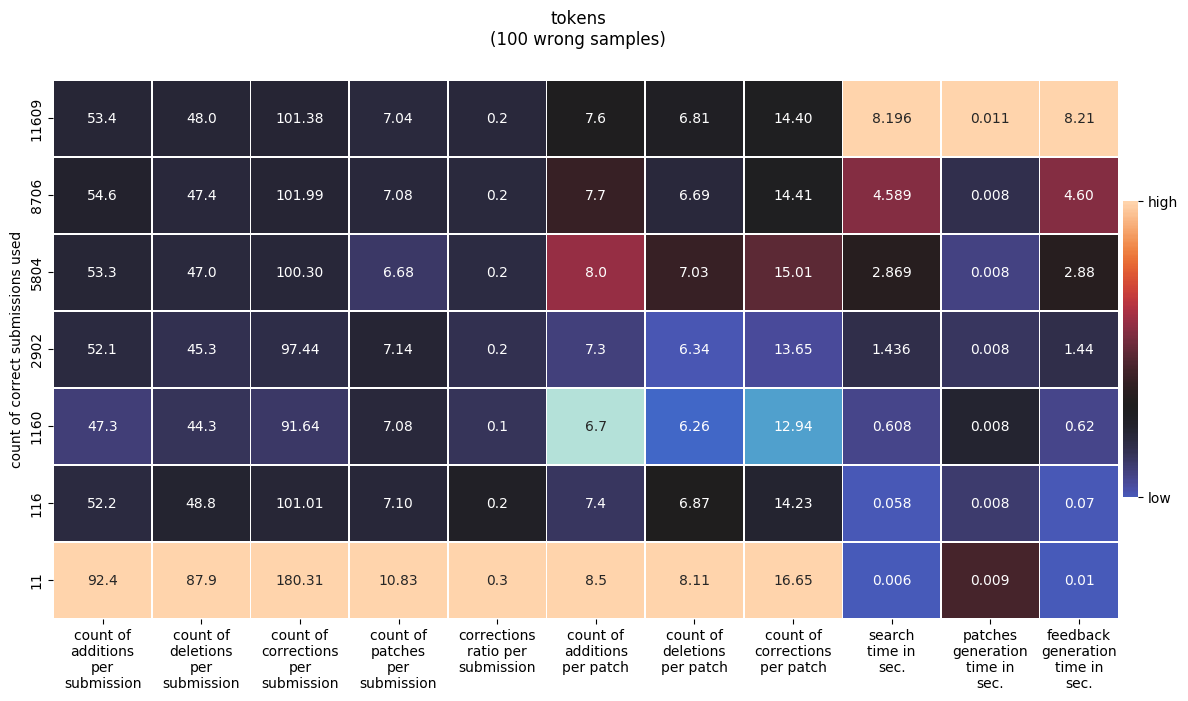 tokens
(100 wrong samples)
count of correct submissions used
11609 53.4 48.0 101.38 7.04 0.2 7.6 6.81 14.40 8.196 0.011 8.21
8706 54.6 47.4 101.99 7.08 0.2 7.7 6.69 14.41 4.589 0.008 4.60
5804 53.3 47.0 100.30 6.68 0.2 8.0 7.03 15.01 2.869 0.008 2.88
2902 52.1 45.3 97.44 7.14 0.2 7.3 6.34 13.65 1.436 0.008 1.44
1160 47.3 44.3 91.64 7.08 0.1 6.7 6.26 12.94 0.608 0.008 0.62
116 52.2 48.8 101.01 7.10 0.2 7.4 6.87 14.23 0.058 0.008 0.07
11 92.4 87.9 180.31 10.83 0.3 8.5 8.11 16.65 0.006 0.009 0.01
count of
additions
per
submission
count of
deletions
per
submission
count of
corrections
per
submission
count of
patches
per
submission
corrections
ratio per
submission
count of
additions
per patch
count of
deletions
per patch
count of
corrections
per patch
search
time in
sec.
patches
generation
time in
sec.
feedback
generation
time in
sec.
high
low